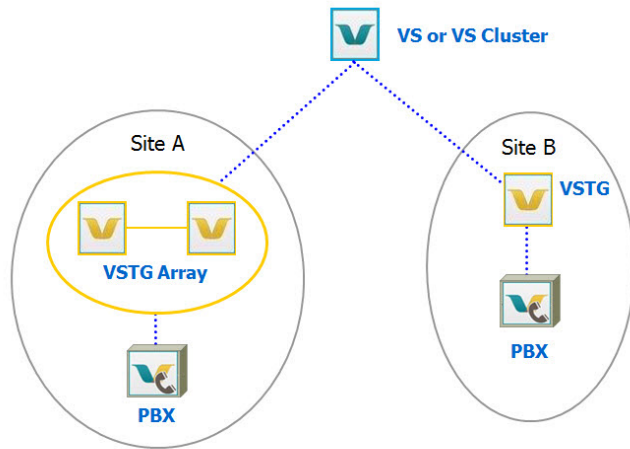 VS or VS Cluster
Site A
Site B
VSTG
VSTG Array
PBX
PBX